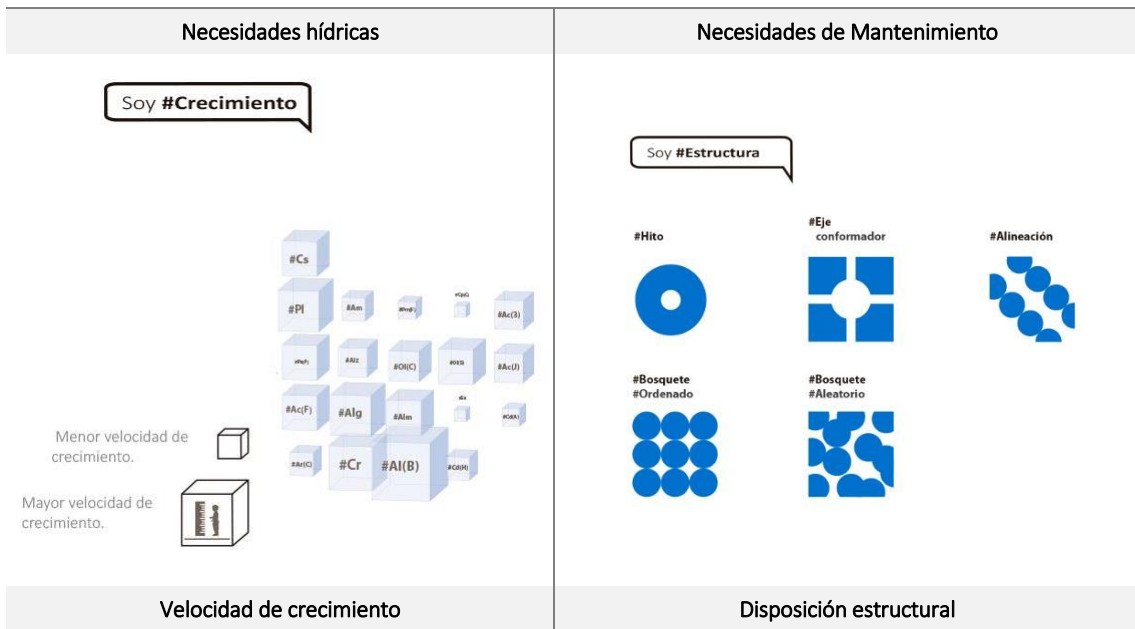 Necesidades hídricas
Necesidades de Mantenimiento
Soy #Crecimiento
#Cs
#Pl
#Am
#Ac(3)
#Alz
#Ol(C)
#Ac(J)
#Ac(F)
#Alg
#Alm
#Cd(A)
#Ar(C)
#Cr
#Al(B)
#Cd(H)
Menor velocidad de
crecimiento.
Mayor velocidad de
crecimiento.
Soy #Estructura
#Hito
#Eje
conformador
#Alineación
#Bosquete
#Ordenado
#Bosquete
#Aleatorio
Velocidad de crecimiento
Disposición estructural